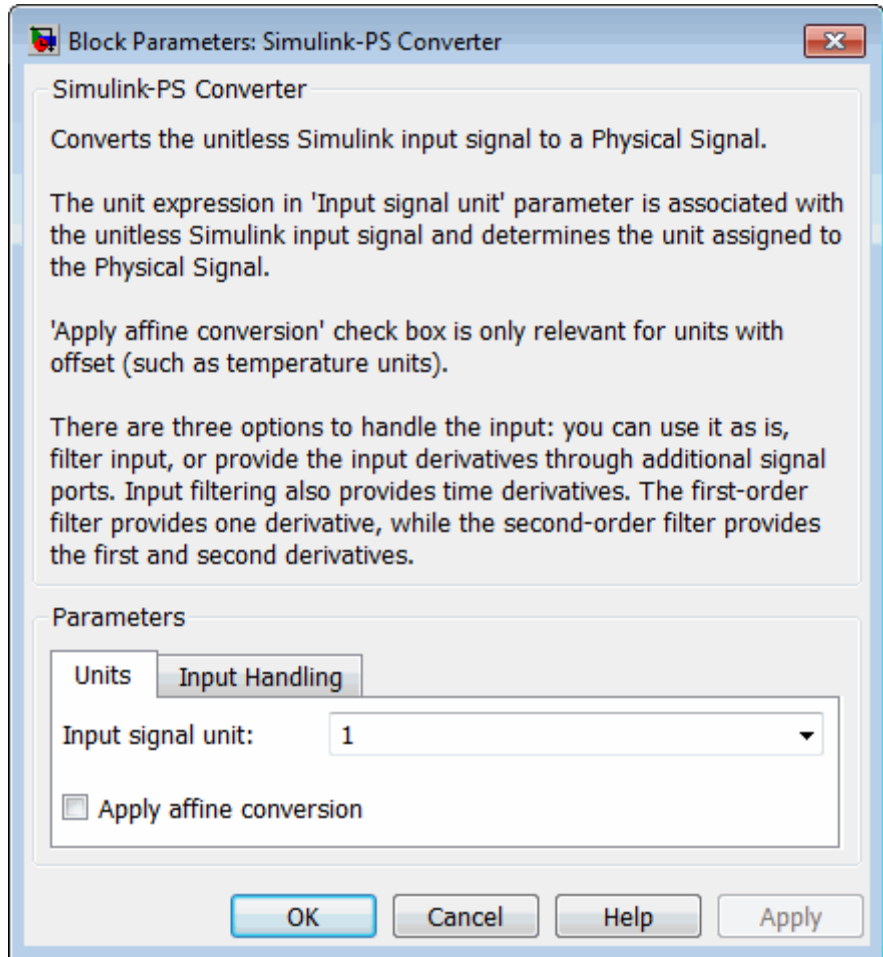 Block Parameters: Simulink-PS Converter
Simulink-PS Converter
Converts the unitless Simulink input signal to a Physical Signal.
The unit expression in 'Input signal unit' parameter is associated with
the unitless Simulink input signal and determines the unit assigned to
the Physical Signal.
'Apply affine conversion' check box is only relevant for units with
offset (such as temperature units).
There are three options to handle the input: you can use it as is,
filter input, or provide the input derivatives through additional signal
ports. Input filtering also provides time derivatives. The first-order
filter provides one derivative, while the second-order filter provides
the first and second derivatives.
Parameters
Units Input Handling
Input signal unit: 1
Apply affine conversion
OK Cancel Help Apply